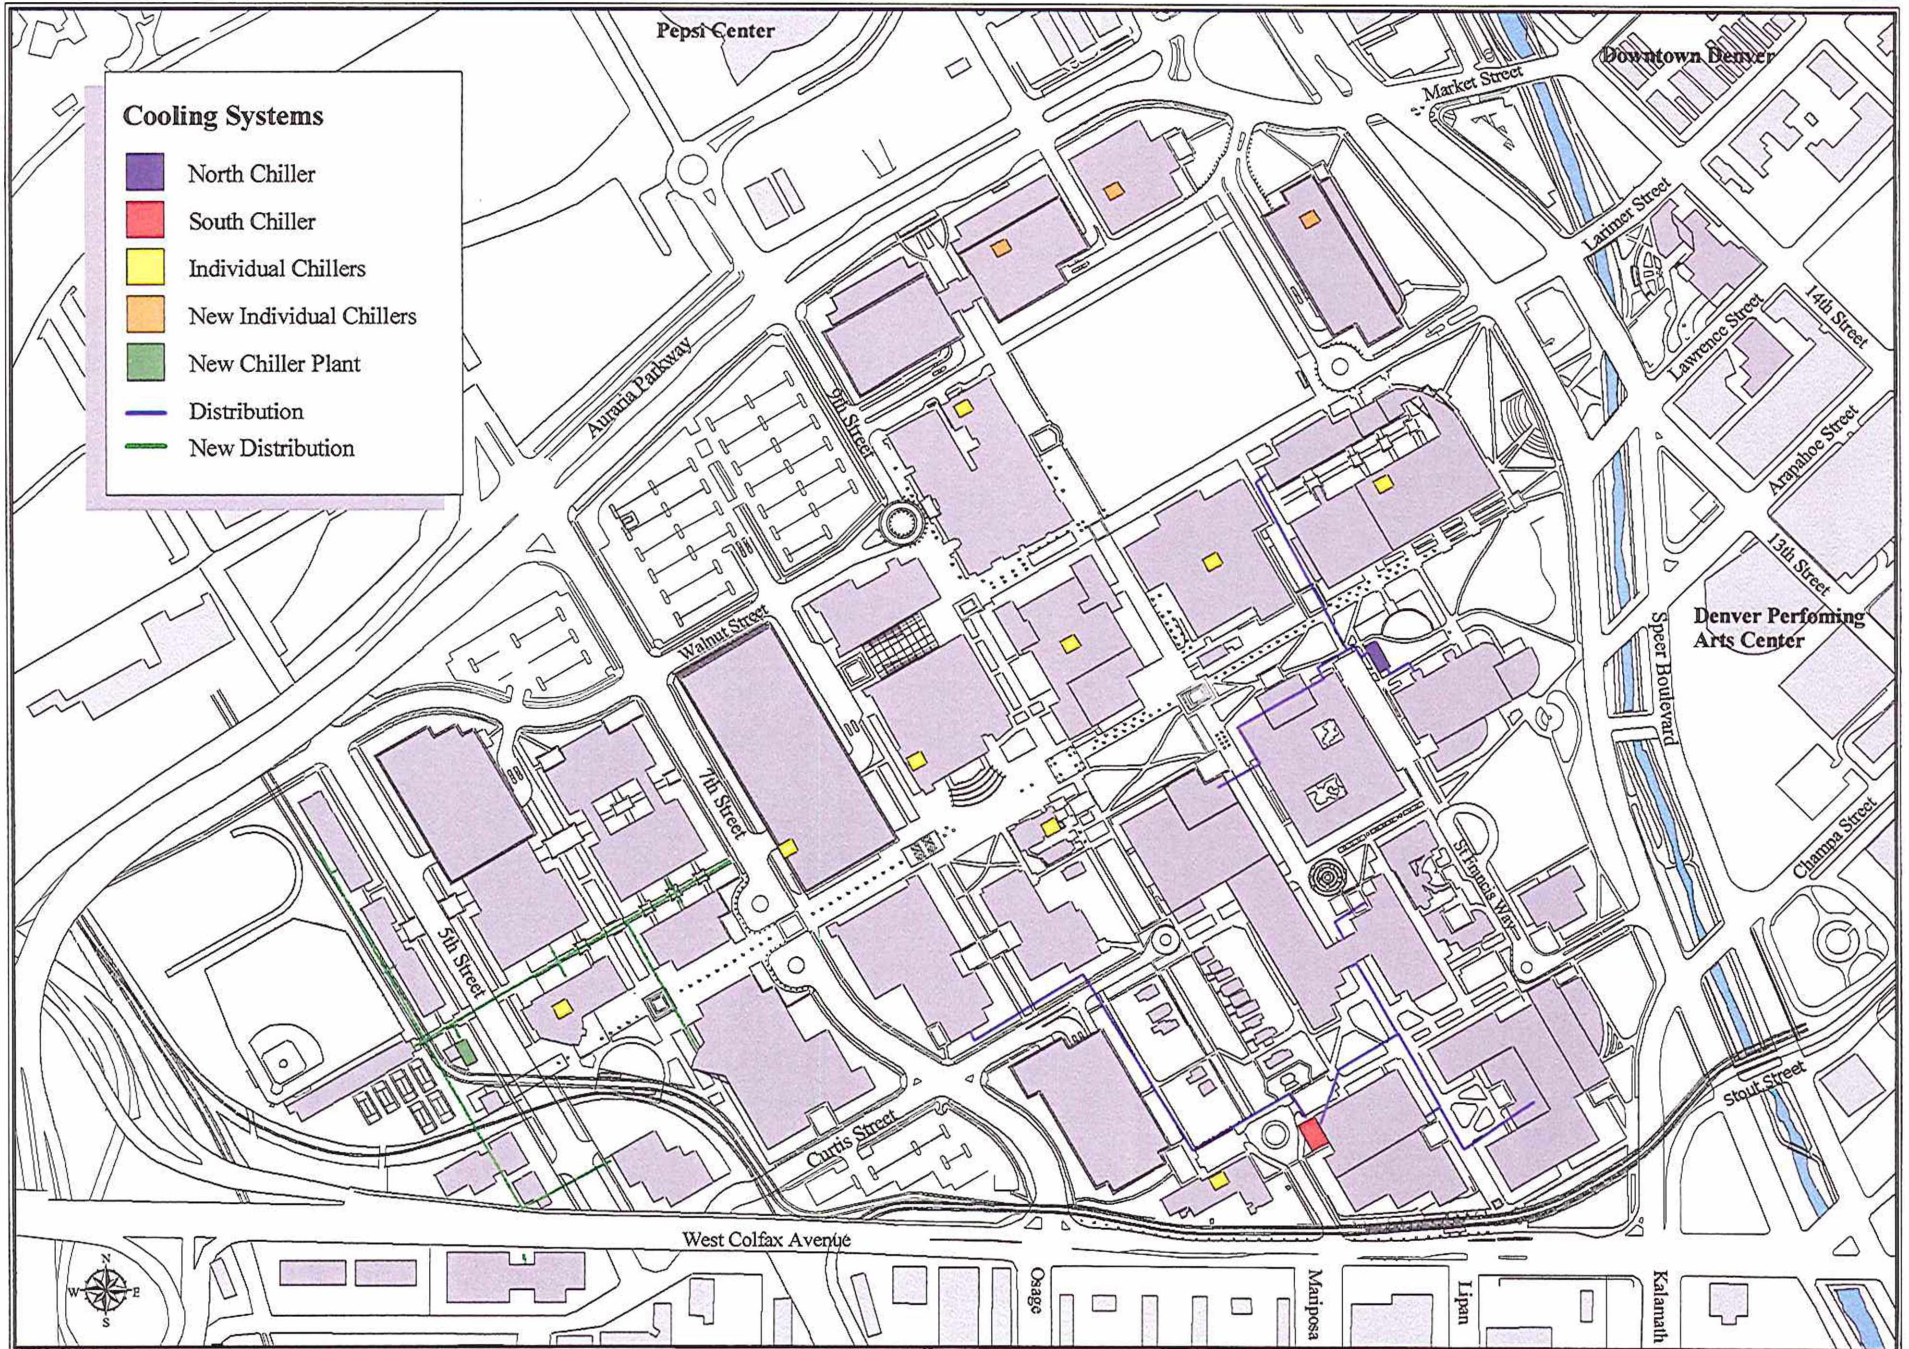 Pepsi Center
Downtown Denver
Market Street
Cooling Systems
North Chiller
South Chiller
Individual Chillers
New Individual Chillers
New Chiller Plant
Distribution
New Distribution
Larimer Street
14th Street
Lawrence Street
Auraria Parkway
9th Street
Arapahoe Street
13th Street
Walnut Street
Speer Boulevard
Denver Perfoming
Arts Center
7th Street
Champa Street
St Francis Way
5th Street
Stout Street
Curtis Street
West Colfax Avenue
N
W
E
S
Osage
Mariposa
Lipan
Kalamath